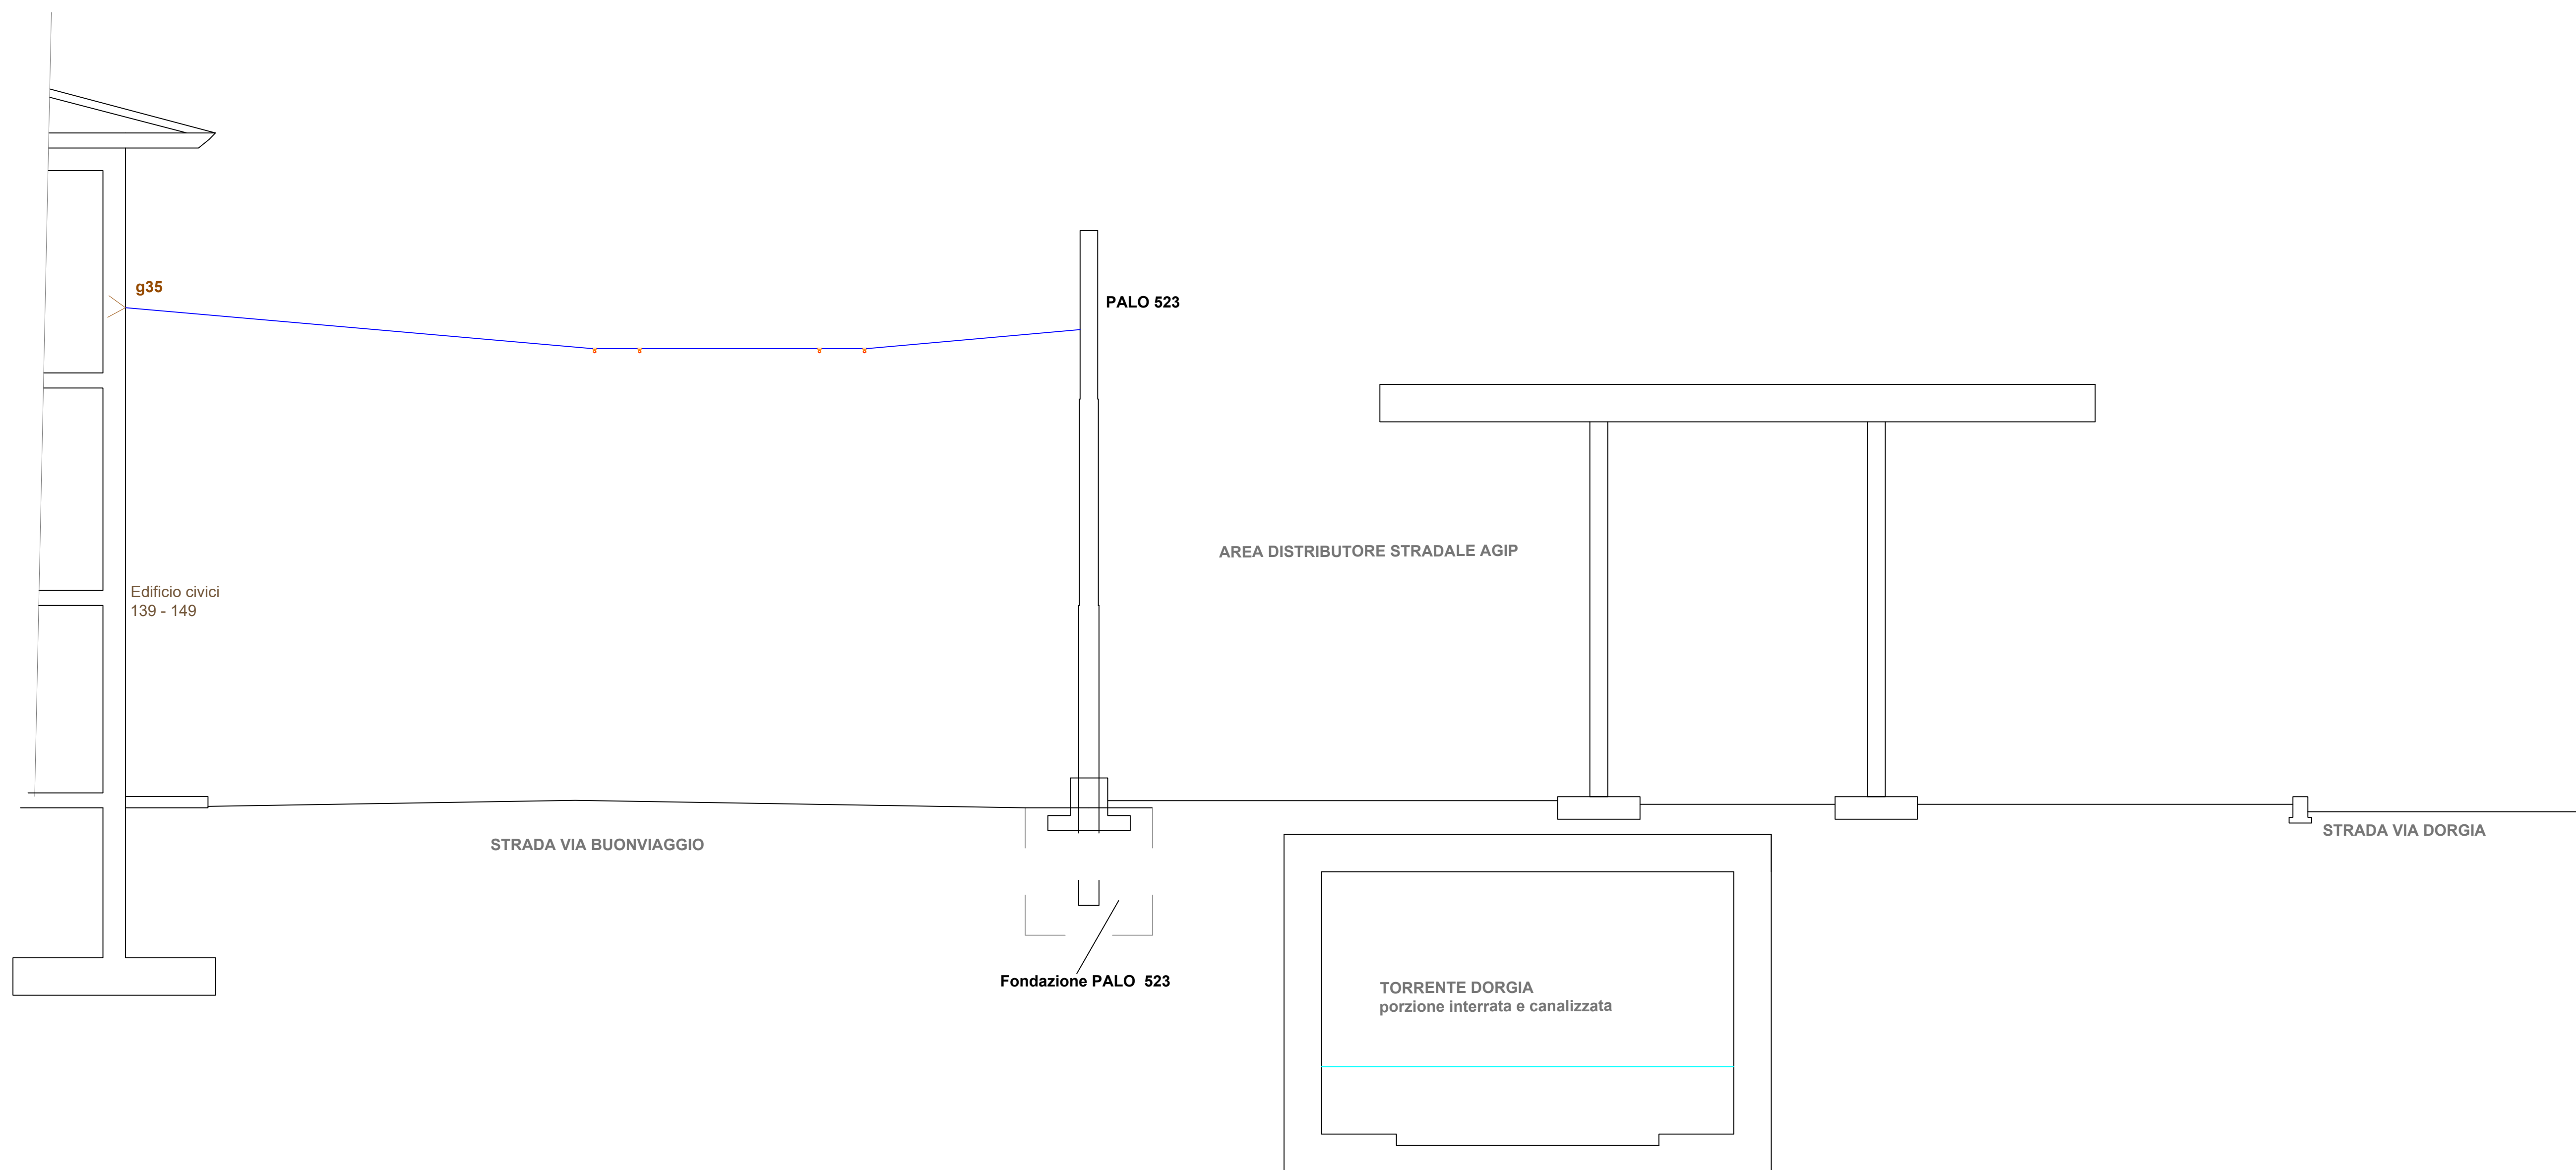 g35
PALO 523
AREA DISTRIBUTORE STRADALE AGIP
Edificio civici
139 - 149
STRADA VIA BUONVIAGGIO
STRADA VIA DORGIA
Fondazione PALO 523
TORRENTE DORGIA
porzione interrata e canalizzata